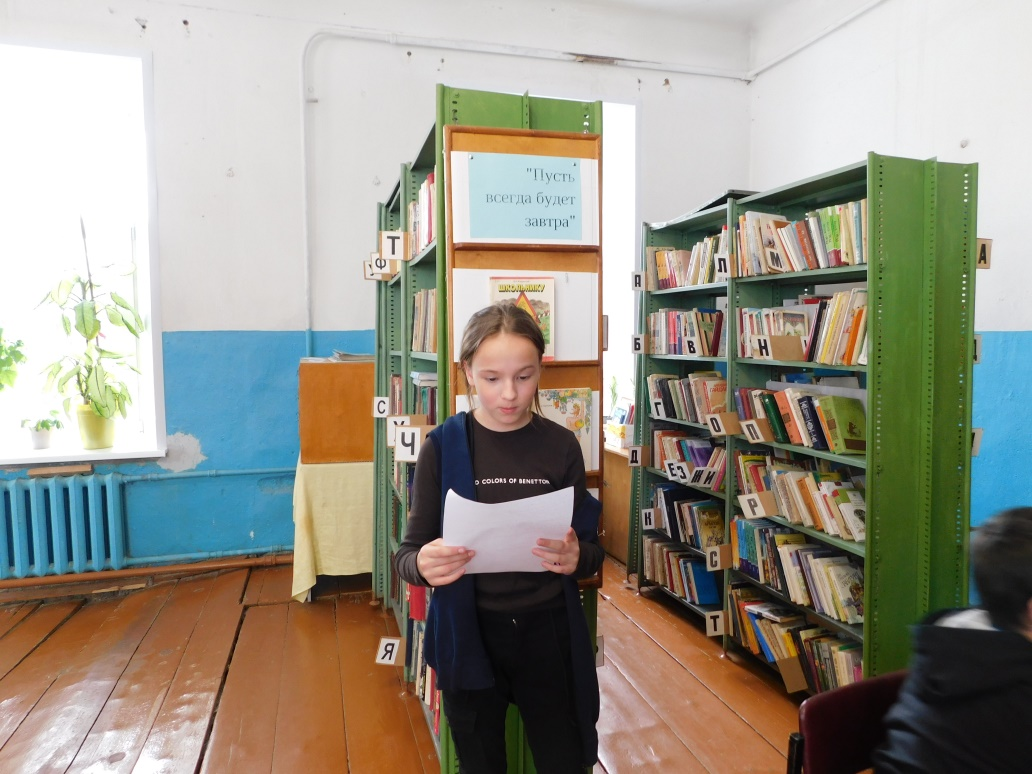 "Пусть
всегда будет
завтра"
ШКОЛЬНИКУ
Т
Ф
С
Ч
Я
O COLORS OF BENETTON
Л
М
А
Б
В
Н
Г
О
П
Д
Е
З
И
К
Р
С
Т
А